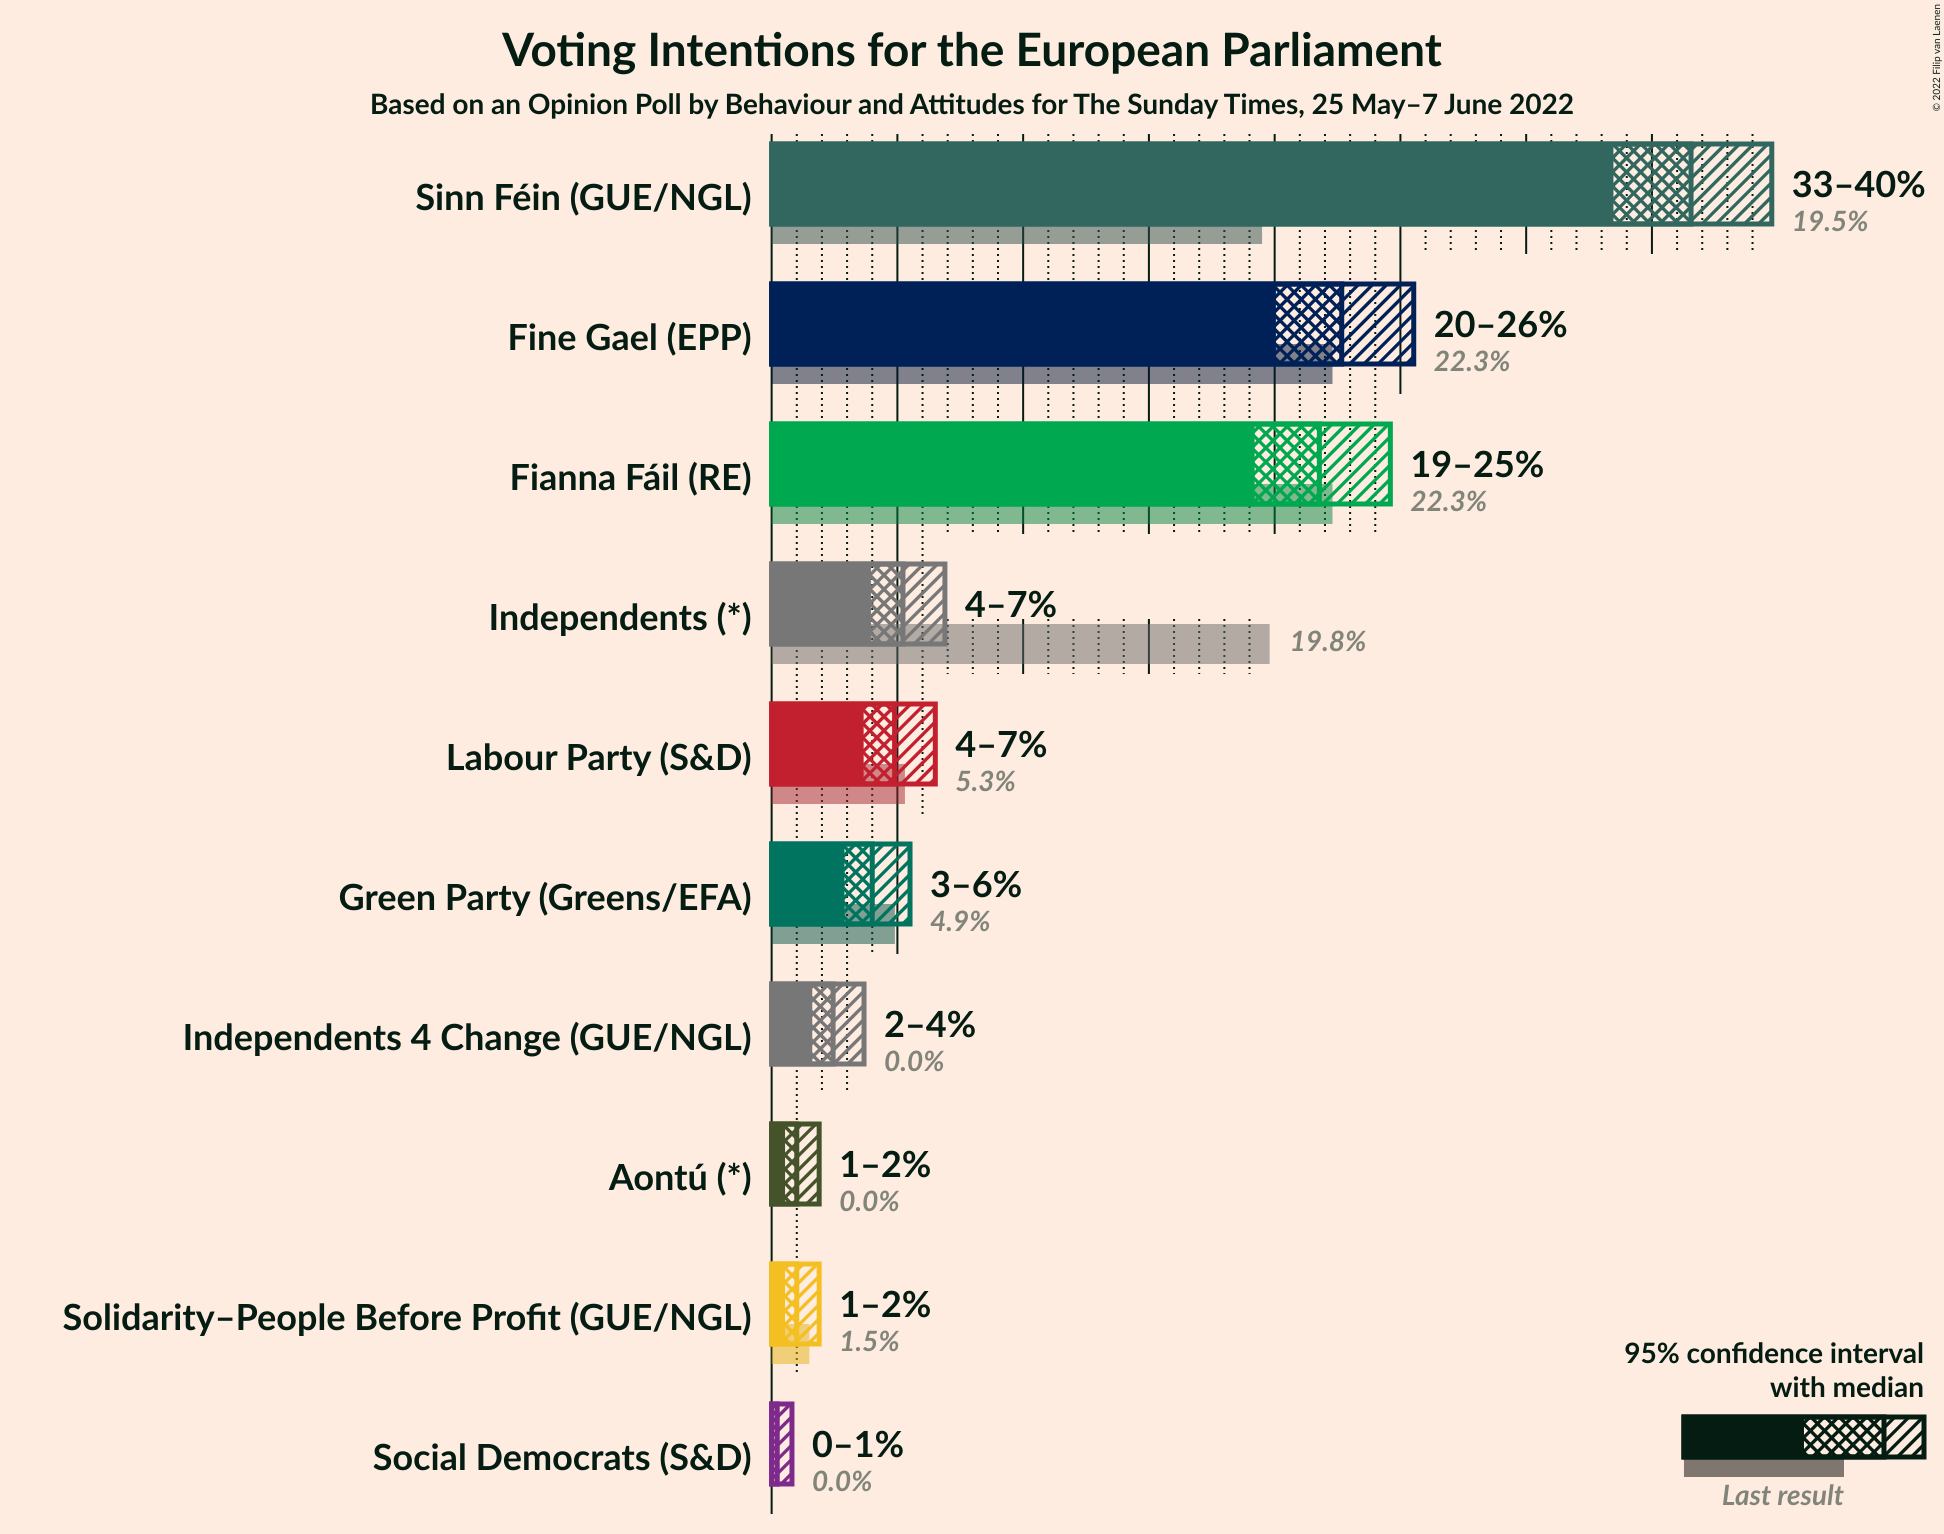 Voting Intentions for the European Parliament
Based on an Opinion Poll by Behaviour and Attitudes for The Sunday Times, 25 May–7 June 2022
© 2022 Filip van Laenen
Sinn Féin (GUE/NGL)
33–40%
19.5%
Fine Gael (EPP)
20–26%
22.3%
Fianna Fáil (RE)
19–25%
22.3%
Independents (*)
4–7%
19.8%
Labour Party (S&D)
4–7%
5.3%
Green Party (Greens/EFA)
3–6%
4.9%
Independents 4 Change (GUE/NGL)
2–4%
0.0%
Aontú (*)
1–2%
0.0%
Solidarity–People Before Profit (GUE/NGL)
1–2%
1.5%
Social Democrats (S&D)
0–1%
0.0%
95% confidence interval
with median
Last result